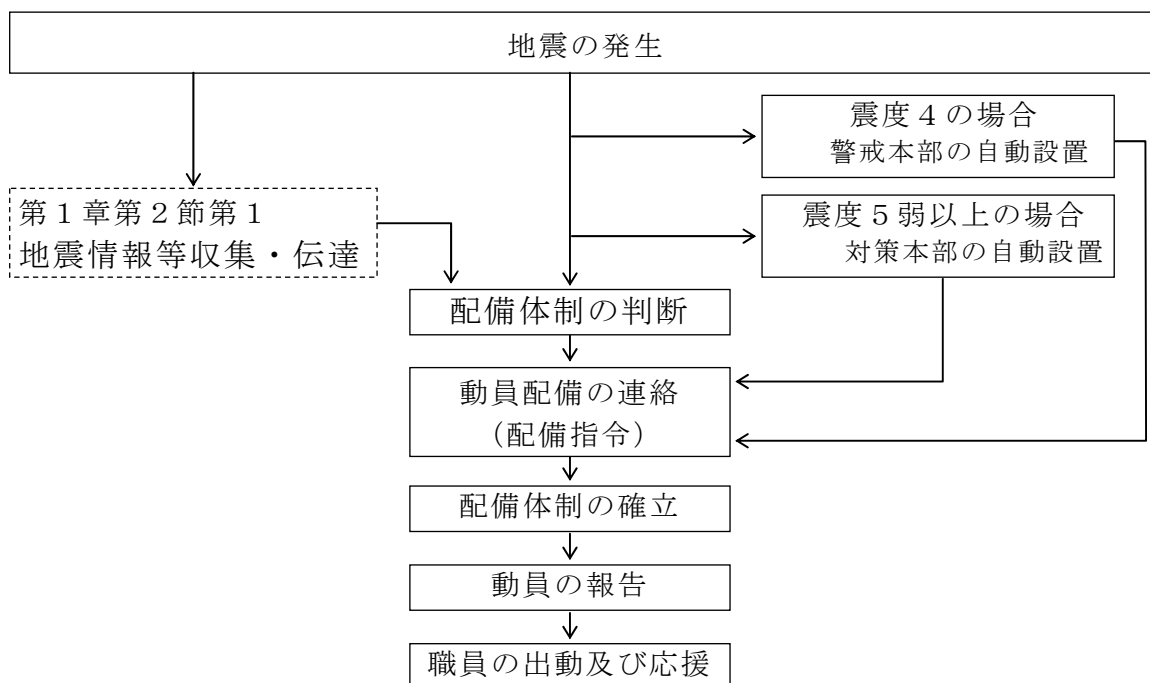 地震の発生
震度４の場合
警戒本部の自動設置
第１章第２節第１
地震情報等収集・伝達
震度５弱以上の場合
対策本部の自動設置
配備体制の判断
動員配備の連絡
（配備指令）
配備体制の確立
動員の報告
職員の出動及び応援